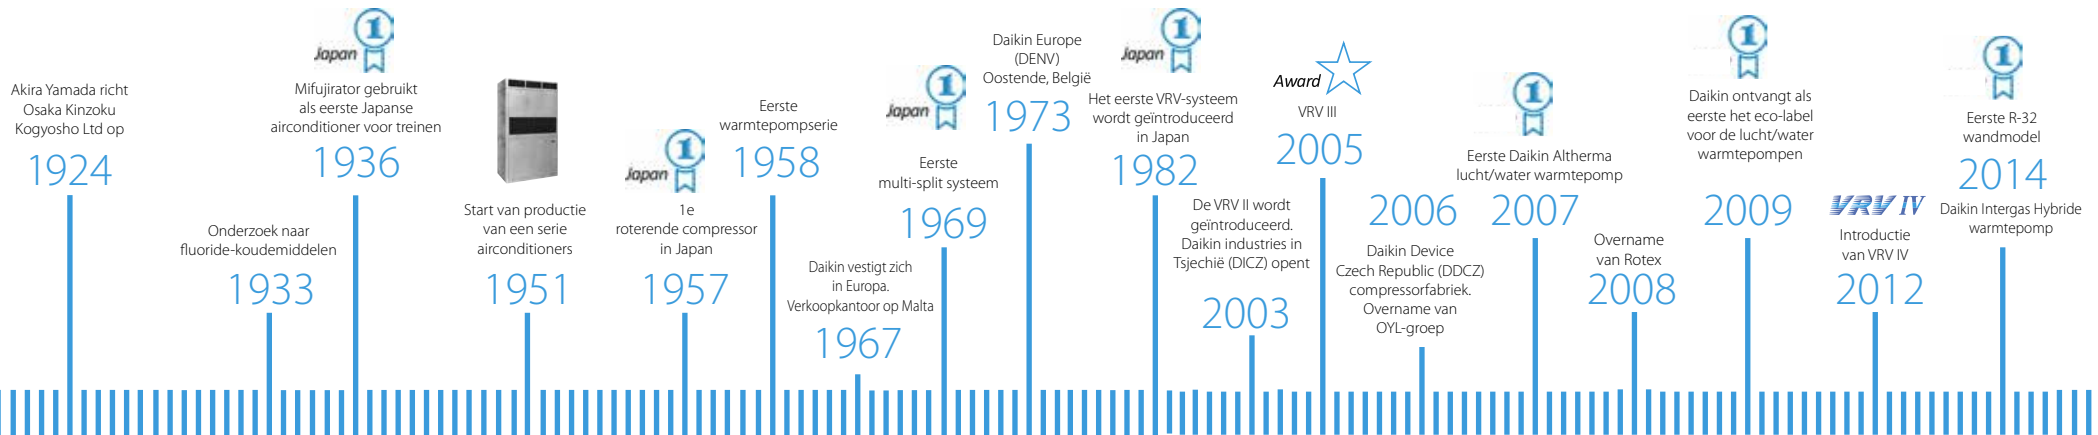 Akira Yamada richt
Osaka Kinzoku
Kogyosho Ltd op
1924
Onderzoek naar
fluoride-koudemiddelen
1933
Japan 1
Mifujirator gebruikt
als eerste Japanse
airconditioner voor treinen
1936
Start van productie
van een serie
airconditioners
1951
Japan 1
1e
roterende compressor
in Japan
1957
Eerste
warmtepompserie
1958
Daikin vestigt zich
in Europa.
Verkoopkantoor op Malta
1967
Japan 1
Eerste
multi-split systeem
1969
Daikin Europe
(DENV)
Oostende, België
1973
Japan 1
Het eerste VRV-systeem
wordt geïntroduceerd
in Japan
1982
De VRV II wordt
geïntroduceerd.
Daikin industries in
Tsjechië (DICZ) opent
2003
Award
VRV III
2005
2006
Daikin Device
Czech Republic (DDCZ)
compressorfabriek.
Overname van
OYL-groep
1
Eerste Daikin Altherma
lucht/water warmtepomp
2007
Overname
van Rotex
2008
1
Daikin ontvangt als
eerste het eco-label
voor de lucht/water
warmtepompen
2009
VRV IV
Introductie
van VRV IV
2012
1
Eerste R-32
wandmodel
2014
Daikin Intergas Hybride
warmtepomp